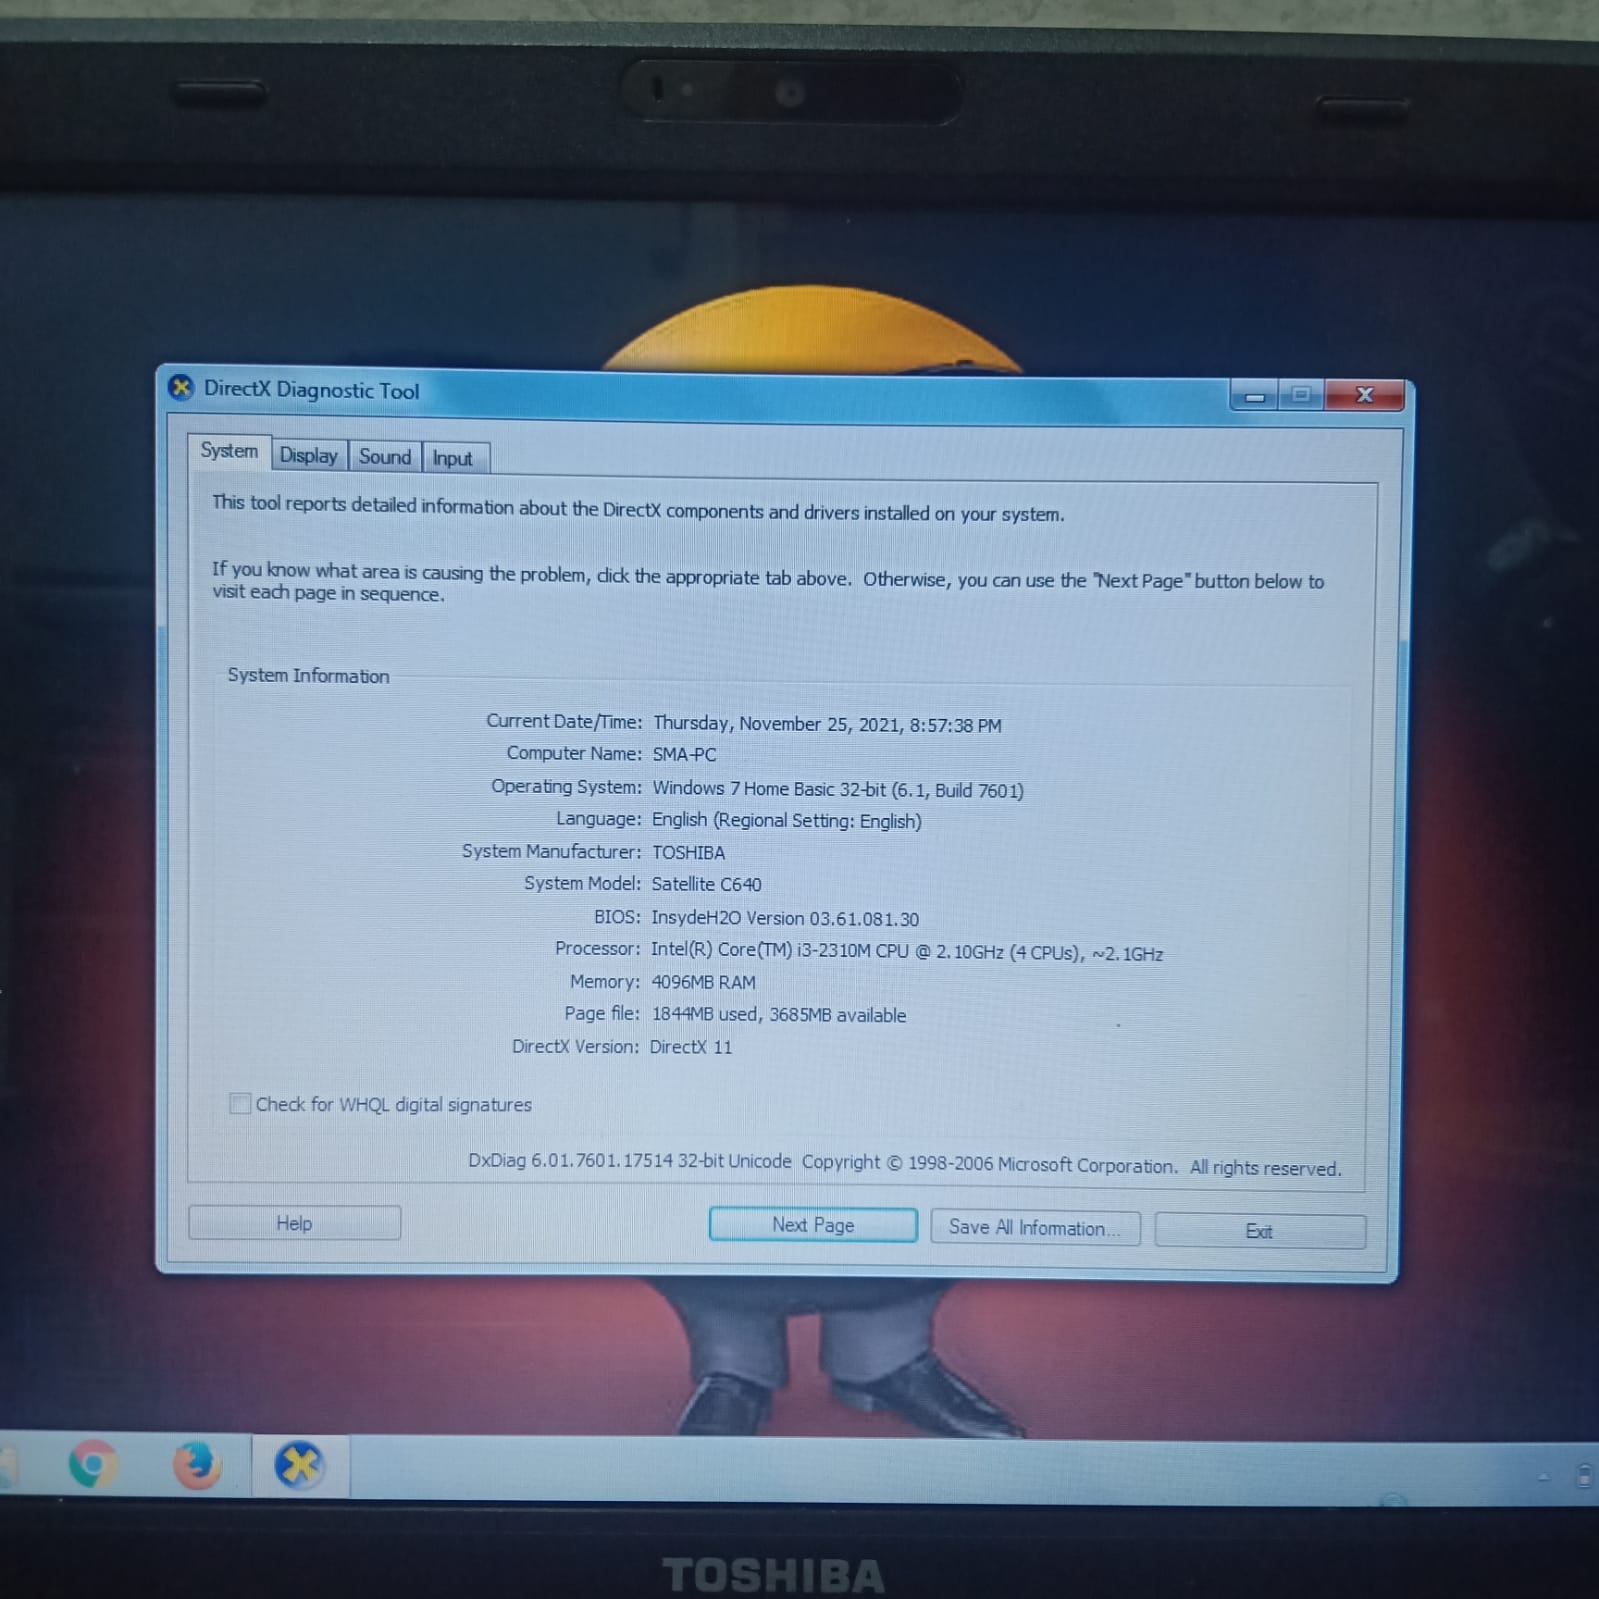 DirectX Diagnostic Tool
System Display Sound Input
This tool reports detailed information about the DirectX components and drivers installed on your system.
If you know what area is causing the problem, click the appropriate tab above. Otherwise, you can use the "Next Page" button below to
visit each page in sequence.
System Information
Current Date/Time: Thursday, November 25, 2021, 8:57:38 PM
Computer Name: SMA-PC
Operating System: Windows 7 Home Basic 32-bit (6.1, Build 7601)
Language: English (Regional Setting: English)
System Manufacturer: TOSHIBA
System Model: Satellite C640
BIOS: InsydeH2O Version 03.61.081.30
Processor: Intel(R) Core(TM) i3-2310M CPU @ 2.10GHz (4 CPUs), ~2.1GHz
Memory: 4096MB RAM
Page file: 1844MB used, 3685MB available
DirectX Version: DirectX 11
Check for WHQL digital signatures
DxDiag 6.01.7601.17514 32-bit Unicode Copyright © 1998-2006 Microsoft Corporation. All rights reserved.
Help Next Page Save All Information... Exit
TOSHIBA